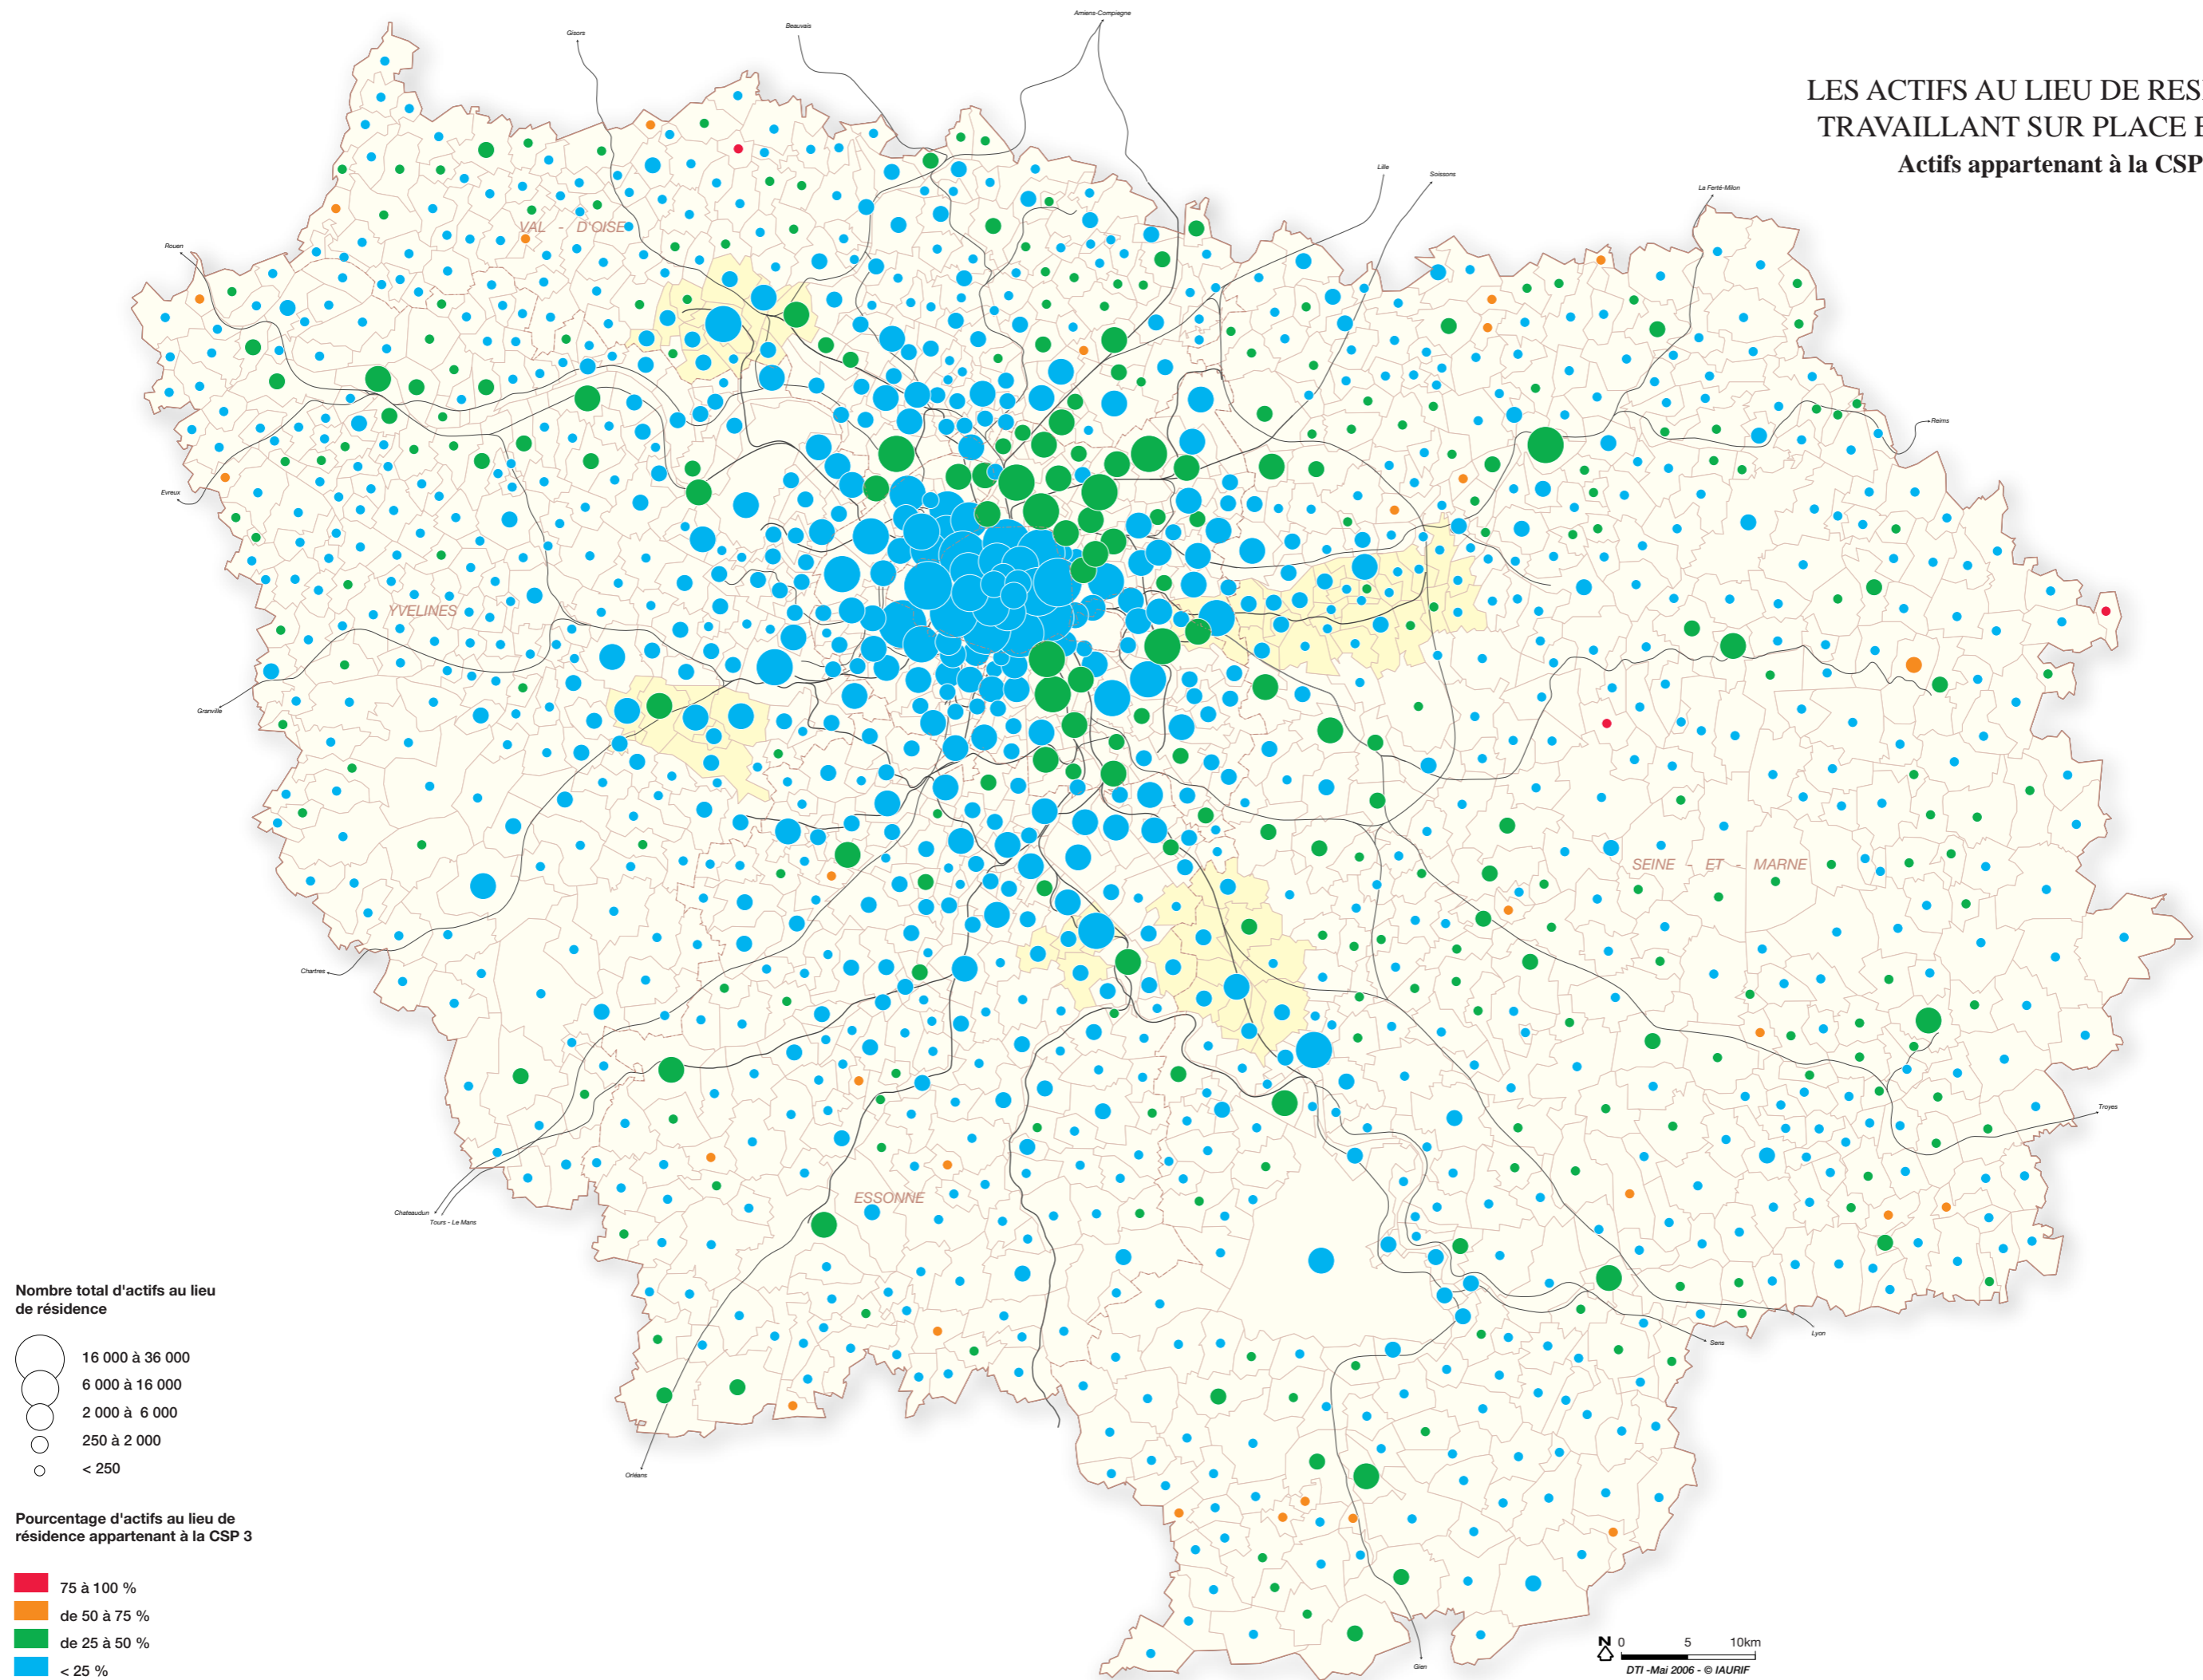 Amiens-Compiegne
Beauvais
Gisors
LES ACTIFS AU LIEU DE RES
TRAVAILLANT SUR PLACE
Actifs appartenant à la CSP
Lille
Soissons
La Ferté-Milon
VAL - D'OISE
Rouen
Reims
Evreux
YVELINES
Granville
SEINE - ET - MARNE
Chartres
Troyes
ESSONNE
Chateaudun
Tours - Le Mans
Lyon
Sens
Orléans
Gien
Nombre total d'actifs au lieu
de résidence
16 000 à 36 000
6 000 à 16 000
2 000 à 6 000
250 à 2 000
< 250
Pourcentage d'actifs au lieu de
résidence appartenant à la CSP 3
75 à 100 %
de 50 à 75 %
de 25 à 50 %
< 25 %
N 0 5 10km
DTI -Mai 2006 - © IAURIF